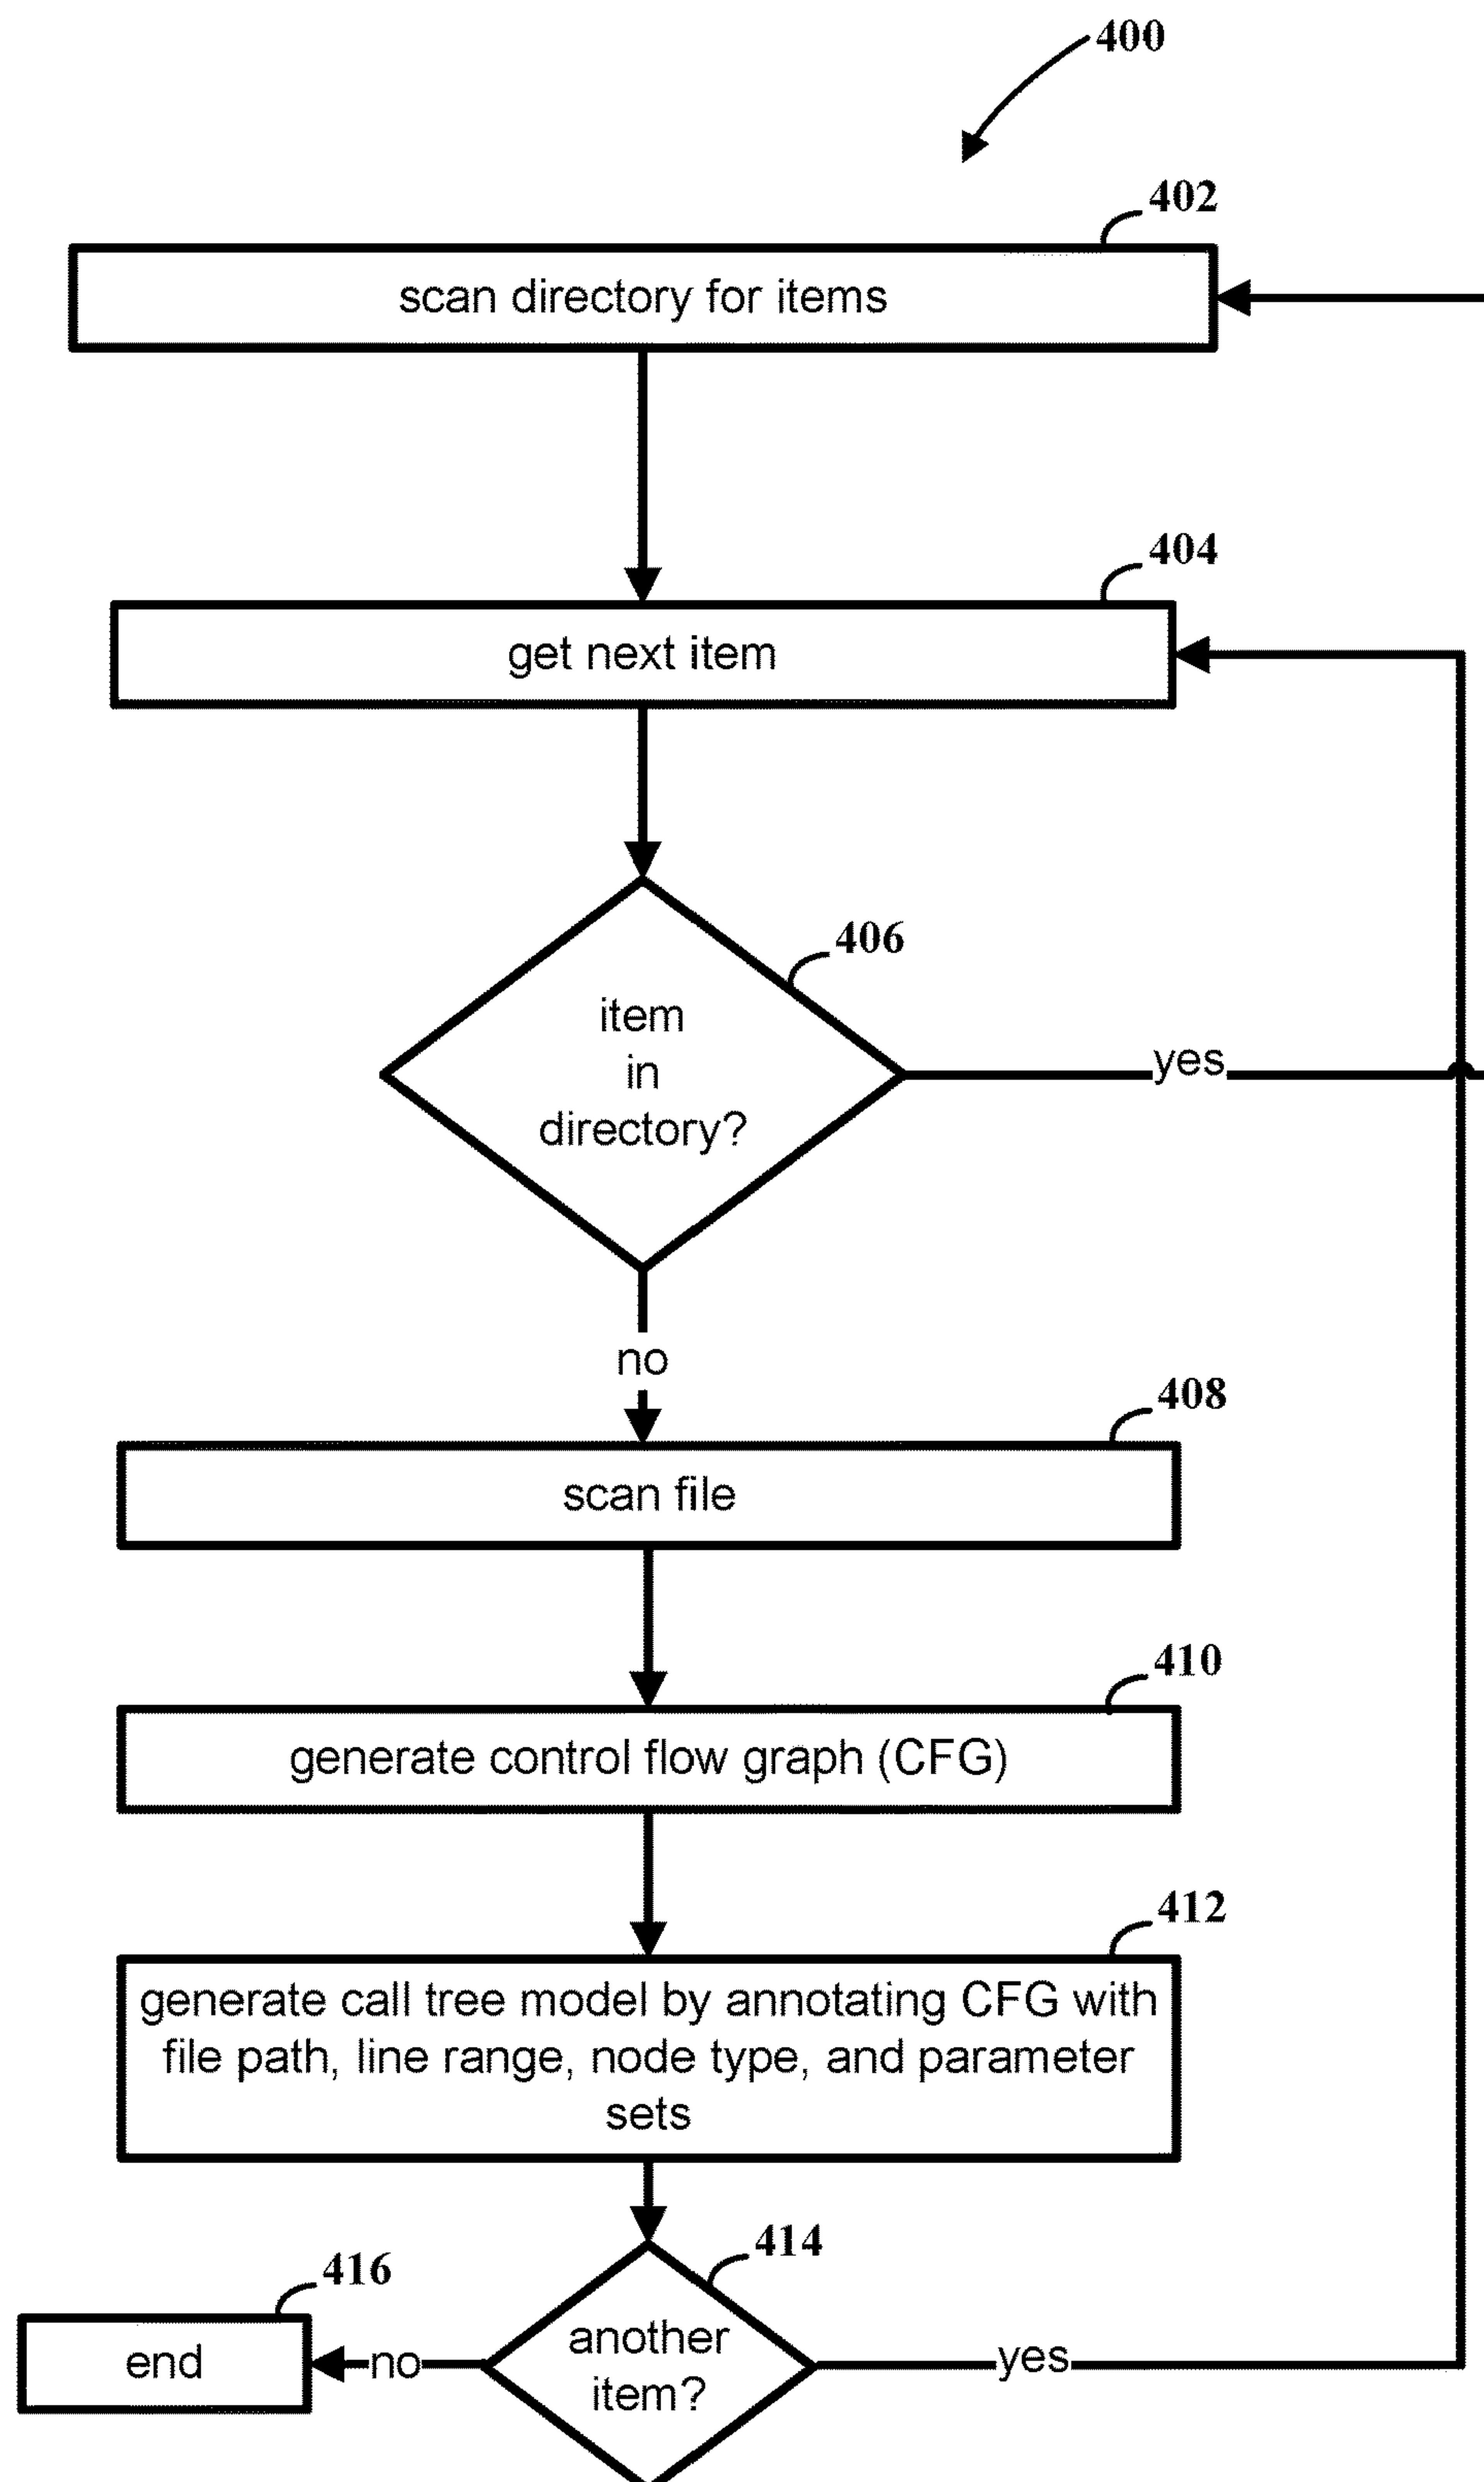 400
402
scan directory for items
404
get next item
406
item
in
directory?
yes
no
408
scan file
410
generate control flow graph (CFG)
412
generate call tree model by annotating CFG with
file path, line range, node type, and parameter
sets
414
416
another
item?
end
no
yes